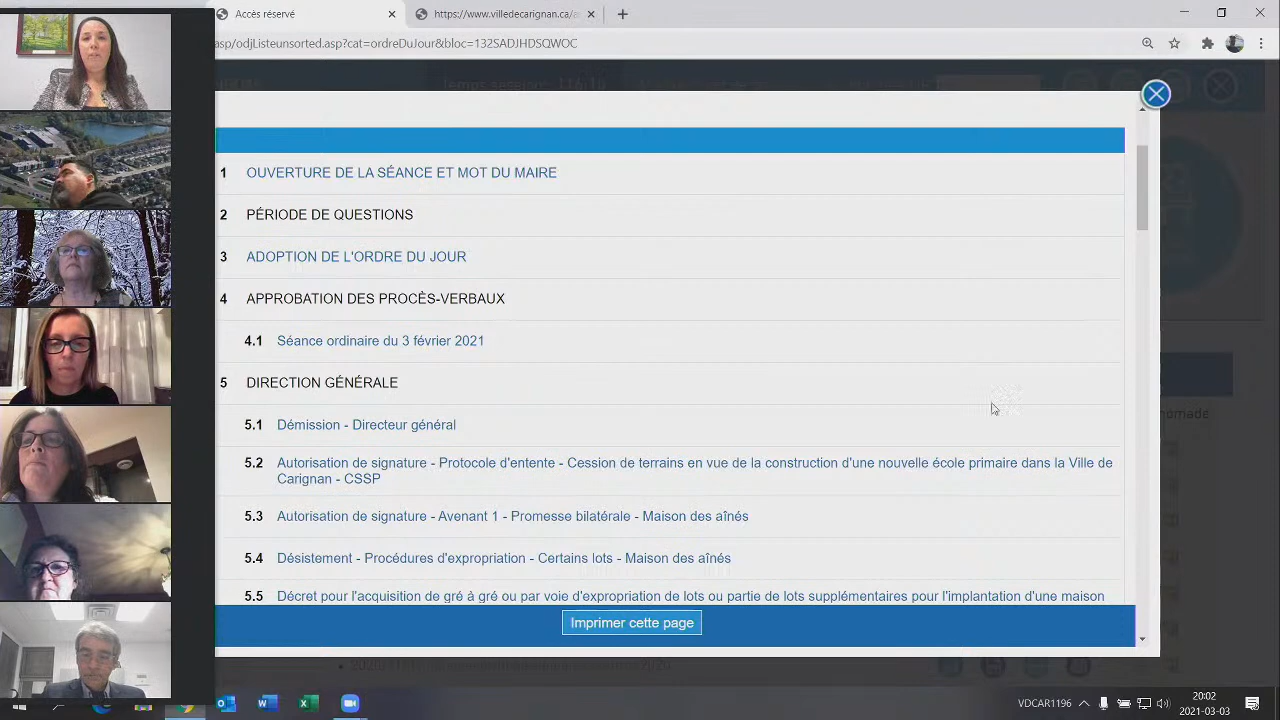 Accès réservé
https://www.villedecarignan.ca/a
asp/odjListeunsorted.asp?cat=ordreDuJour&bloc=T52SADJHDCQWOC
1 OUVERTURE DE LA SÉANCE ET MOT DU MAIRE
2 PÉRIODE DE QUESTIONS
3 ADOPTION DE L'ORDRE DU JOUR
4 APPROBATION DES PROCÈS-VERBAUX
4.1 Séance ordinaire du 3 février 2021
5 DIRECTION GÉNÉRALE
5.1 Démission - Directeur général
5.2 Autorisation de signature - Protocole d'entente - Cession de terrains en vue de la construction d'une nouvelle école primaire dans la Ville de
Carignan - CSSP
5.3 Autorisation de signature - Avenant 1 - Promesse bilatérale - Maison des aînés
5.4 Désistement - Procédures d'expropriation - Certains lots - Maison des aînés
5.5 Décret pour l'acquisition de gré à gré ou par voie d'expropriation de lots ou partie de lots supplémentaires pour l'implantation d'une maison
Imprimer cette page
VDCAR1196
20:02
2021-03-03